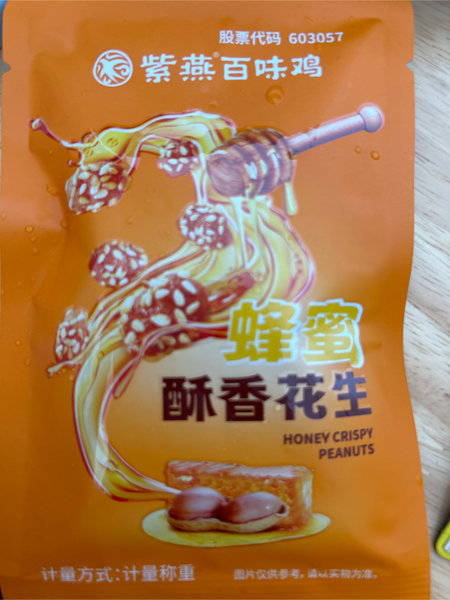 股票代码 603057
紫燕®百味鸡
蜂蜜
酥香花生
HONEY CRISPY
PEANUTS
计量方式:计量称重
图片仅供参考,请以实物为准。